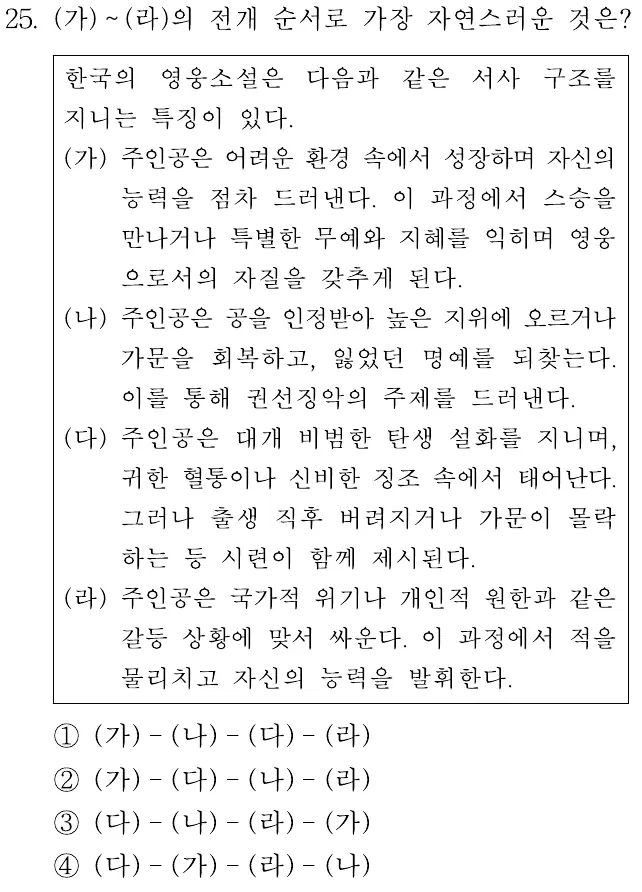 25. (가)~(라)의 전개 순서로 가장 자연스러운 것은?
한국의 영웅소설은 다음과 같은 서사 구조를
지니는 특징이 있다.
(가) 주인공은 어려운 환경 속에서 성장하며 자신의
능력을 점차 드러낸다. 이 과정에서 스승을
만나거나 특별한 무예와 지혜를 익히며 영웅
으로서의 자질을 갖추게 된다.
(나) 주인공은 공을 인정받아 높은 지위에 오르거나
가문을 회복하고, 잃었던 명예를 되찾는다.
이를 통해 권선징악의 주제를 드러낸다.
(다) 주인공은 대개 비범한 탄생 설화를 지니며,
귀한 혈통이나 신비한 징조 속에서 태어난다.
그러나 출생 직후 버려지거나 가문이 몰락
하는 등 시련이 함께 제시된다.
(라) 주인공은 국가적 위기나 개인적 원한과 같은
갈등 상황에 맞서 싸운다. 이 과정에서 적을
물리치고 자신의 능력을 발휘한다.
① (가) - (나) - (다) - (라)
② (가) - (다) - (나) - (라)
③ (다) - (나) - (라) - (가)
④ (다) - (가) - (라) - (나)